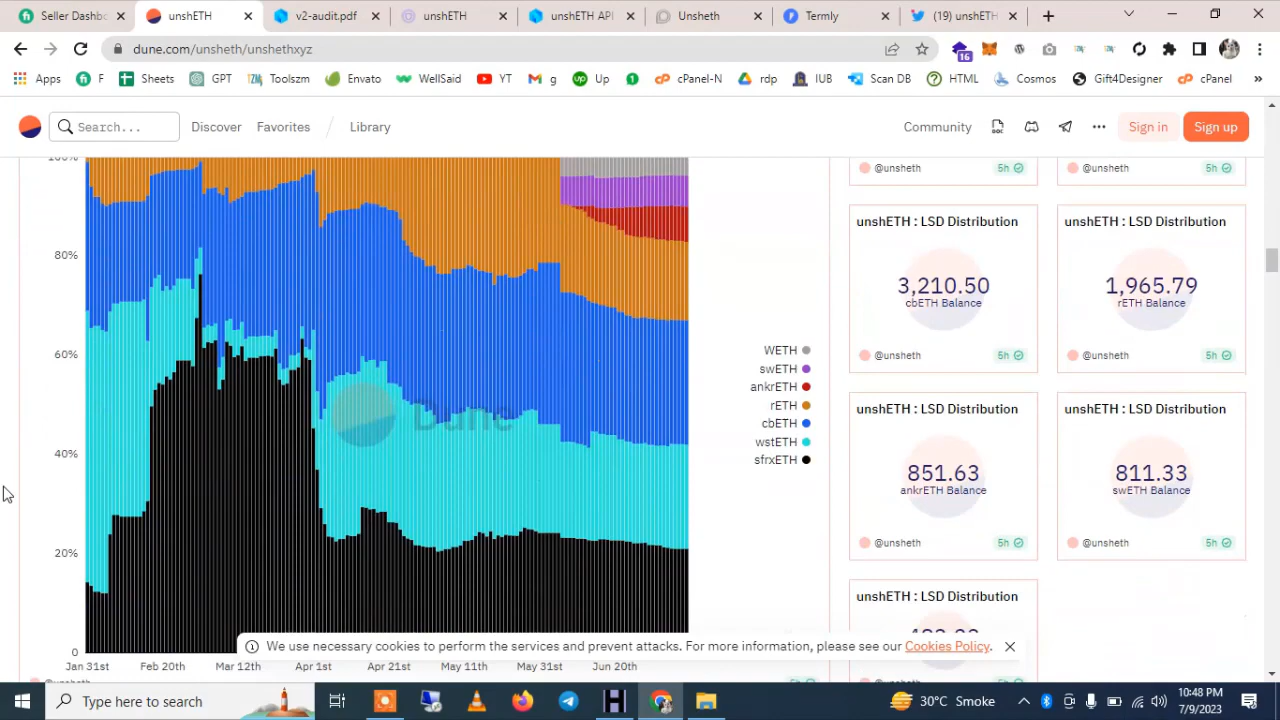 Seller Dashbo
unshETH
v2-audit.pdf
unshETH
unshETH API
Unsheth
Termly
(19) unshETH
dune.com/unsheth/unshethxyz
16
Apps
F
Sheets
GPT
Toolszm
Envato
WellSaid
YT
g
Up
cPanel-N
rdp
IUB
Scan DB
HTML
Cosmos
Gift4Designer
cPanel
»
Search...
Discover
Favorites
Library
Community
Sign in
Sign up
100%
80%
60%
40%
20%
0
Jan 31st
Feb 20th
Mar 12th
Apr 1st
Apr 21st
May 11th
May 31st
Jun 20th
Dune
WETH
swETH
ankrETH
rETH
cbETH
wstETH
sfrxETH
@unsheth
5h
@unsheth
5h
unshETH : LSD Distribution
3,210.50
cbETH Balance
@unsheth
5h
unshETH : LSD Distribution
1,965.79
rETH Balance
@unsheth
5h
unshETH : LSD Distribution
851.63
ankrETH Balance
@unsheth
5h
unshETH : LSD Distribution
811.33
swETH Balance
@unsheth
5h
unshETH : LSD Distribution
We use necessary cookies to perform the services and prevent attacks. For more information, please see our Cookies Policy.
Type here to search
30°C Smoke
10:48 PM
7/9/2023